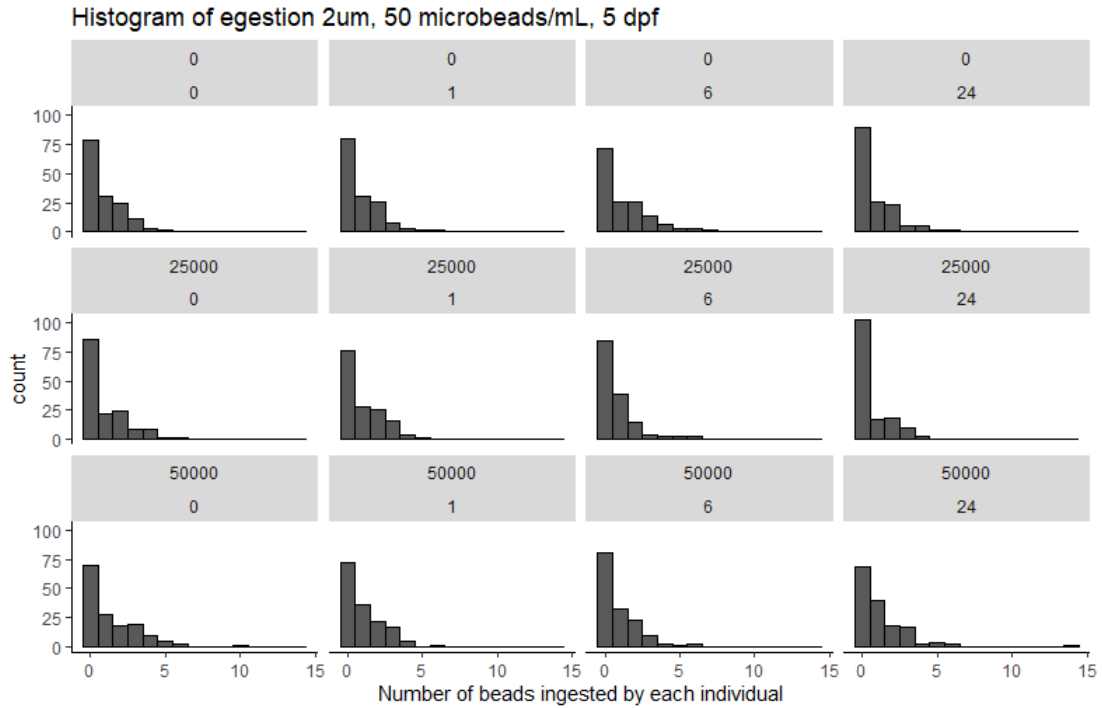 Histogram of egestion 2um, 50 microbeads/mL, 5 dpf
0 0 0 0
0 1 6 24
100
75
50
25
0
25000 25000 25000 25000
0 1 6 24
100
75
50
25
0
count
50000 50000 50000 50000
0 1 6 24
100
75
50
25
0
0 5 10 15 0 5 10 15 0 5 10 15 0 5 10 15
Number of beads ingested by each individual